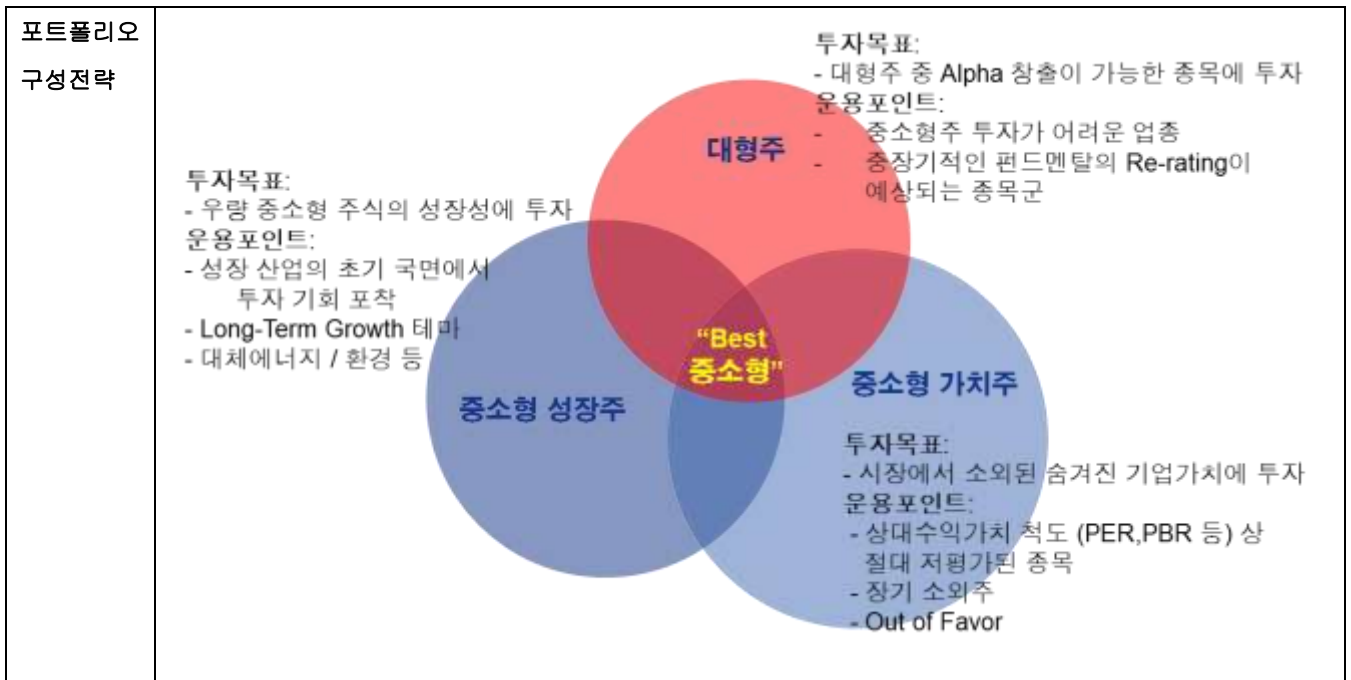 포트폴리오
구성전략
투자목표:
- 대형주 중 Alpha 창출이 가능한 종목에 투자
운용포인트:
- 중소형주 투자가 어려운 업종
- 중장기적인 펀드멘탈의 Re-rating이
예상되는 종목군
대형주
투자목표:
- 우량 중소형 주식의 성장성에 투자
운용포인트:
- 성장 산업의 초기 국면에서
투자 기회 포착
- Long-Term Growth 테마
- 대체에너지 / 환경 등
중소형 성장주
“Best
중소형”
중소형 가치주
투자목표:
- 시장에서 소외된 숨겨진 기업가치에 투자
운용포인트:
- 상대수익가치 척도 (PER,PBR 등) 상
절대 저평가된 종목
- 장기 소외주
- Out of Favor